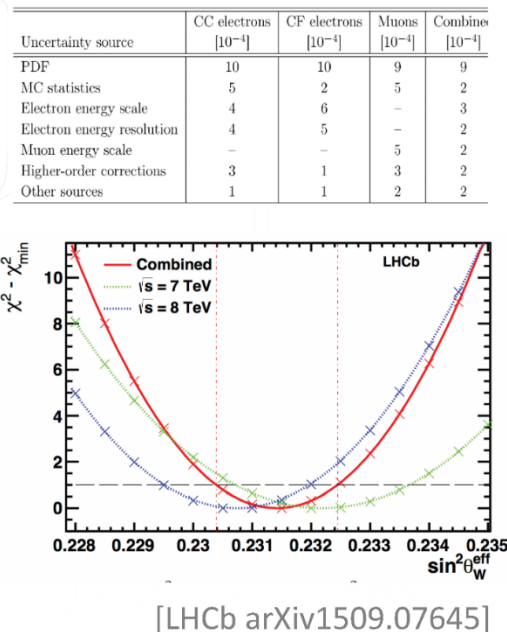 CC electrons CF electrons Muons Combined
Uncertainty source [10⁻⁴] [10⁻⁴] [10⁻⁴] [10⁻⁴]
PDF 10 10 9 9
MC statistics 5 2 5 2
Electron energy scale 4 6 – 3
Electron energy resolution 4 5 – 2
Muon energy scale – – 5 2
Higher-order corrections 3 1 3 2
Other sources 1 1 2 2
χ² - χ²min
Combined
√s = 7 TeV
√s = 8 TeV
LHCb
10
8
6
4
2
0
0.228 0.229 0.23 0.231 0.232 0.233 0.234 0.235
sin²θ_W^eff
[LHCb arXiv1509.07645]